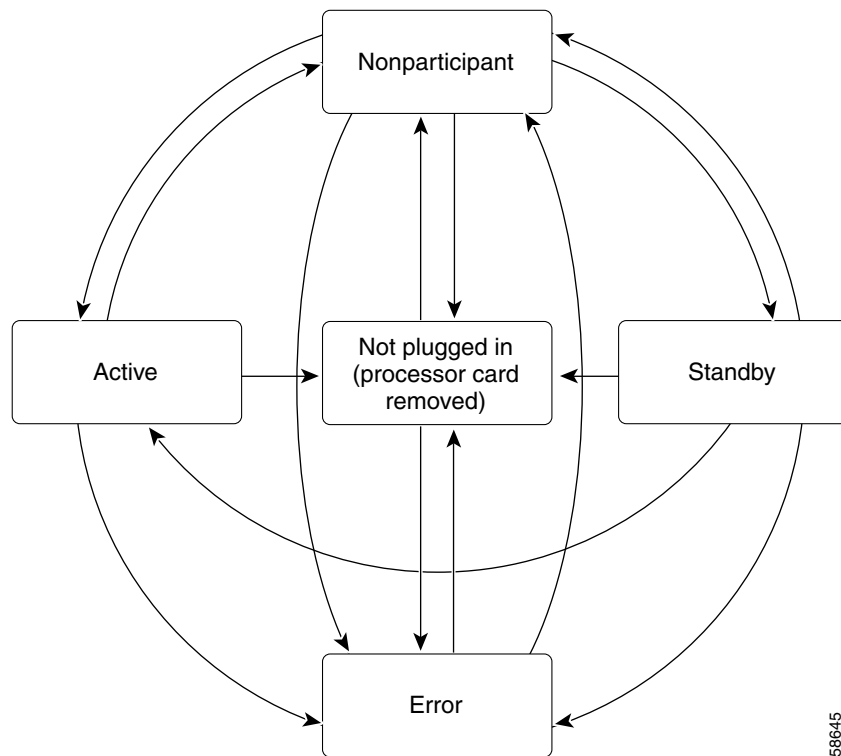 Nonparticipant
Active
Not plugged in
(processor card
removed)
Standby
Error
58645